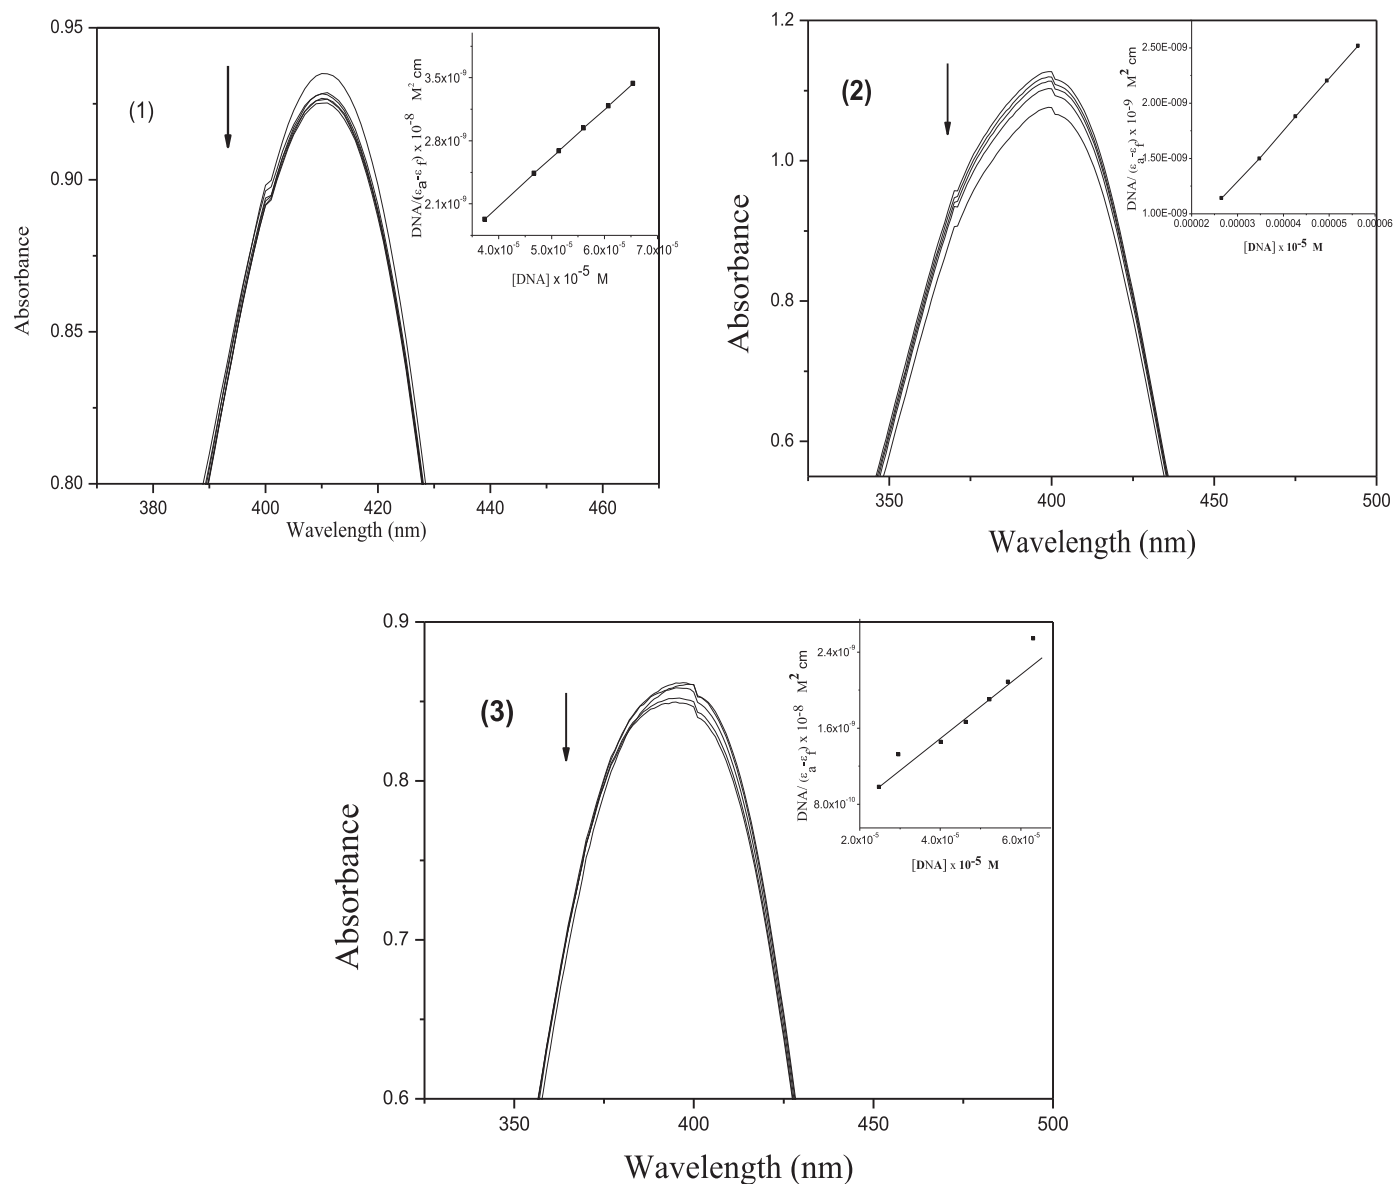 (1)
0.95
0.90
0.85
0.80
Absorbance
380
400
420
440
460
Wavelength (nm)
3.5x10⁻⁹
2.8x10⁻⁹
2.1x10⁻⁹
DNA/(εa-εf) x 10⁻⁸ M² cm
4.0x10⁻⁵
5.0x10⁻⁵
6.0x10⁻⁵
7.0x10⁻⁵
[DNA] x 10⁻⁵ M
(2)
1.2
1.0
0.8
0.6
Absorbance
350
400
450
500
Wavelength (nm)
2.50E-009
2.00E-009
1.50E-009
1.00E-009
DNA/ (εa-εf) x 10⁻⁹ M² cm
0.00002
0.00003
0.00004
0.00005
0.00006
[DNA] x 10⁻⁵ M
(3)
0.9
0.8
0.7
0.6
Absorbance
350
400
450
500
Wavelength (nm)
2.4x10⁻⁹
1.6x10⁻⁹
8.0x10⁻¹⁰
DNA/ (εa-εf) x 10⁻⁸ M² cm
2.0x10⁻⁵
4.0x10⁻⁵
6.0x10⁻⁵
[DNA] x 10⁻⁵ M